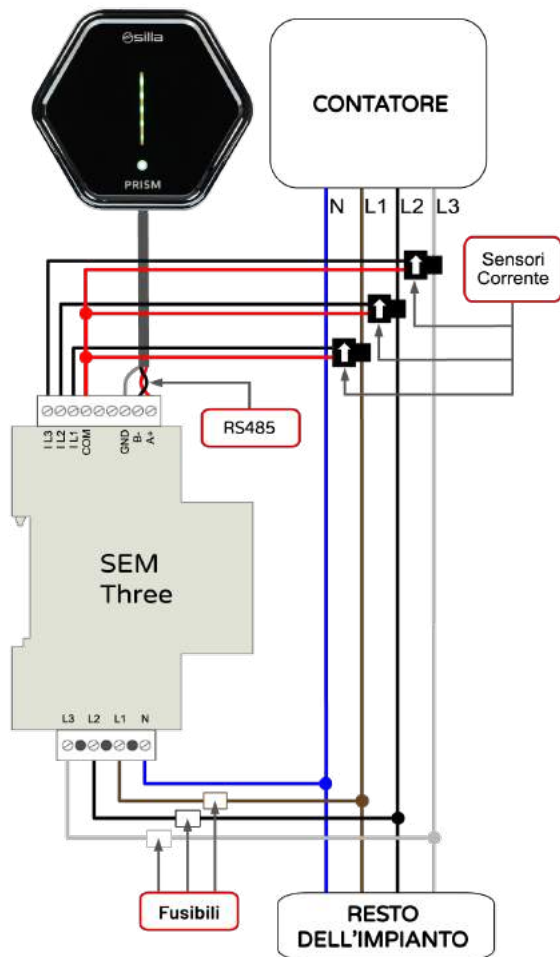 silla
PRISM
CONTATORE
N L1 L2 L3
Sensori
Corrente
RS485
I L3
I L2
I L1
COM
GND
B-
A+
SEM
Three
L3 L2 L1 N
Fusibili
RESTO
DELL'IMPIANTO